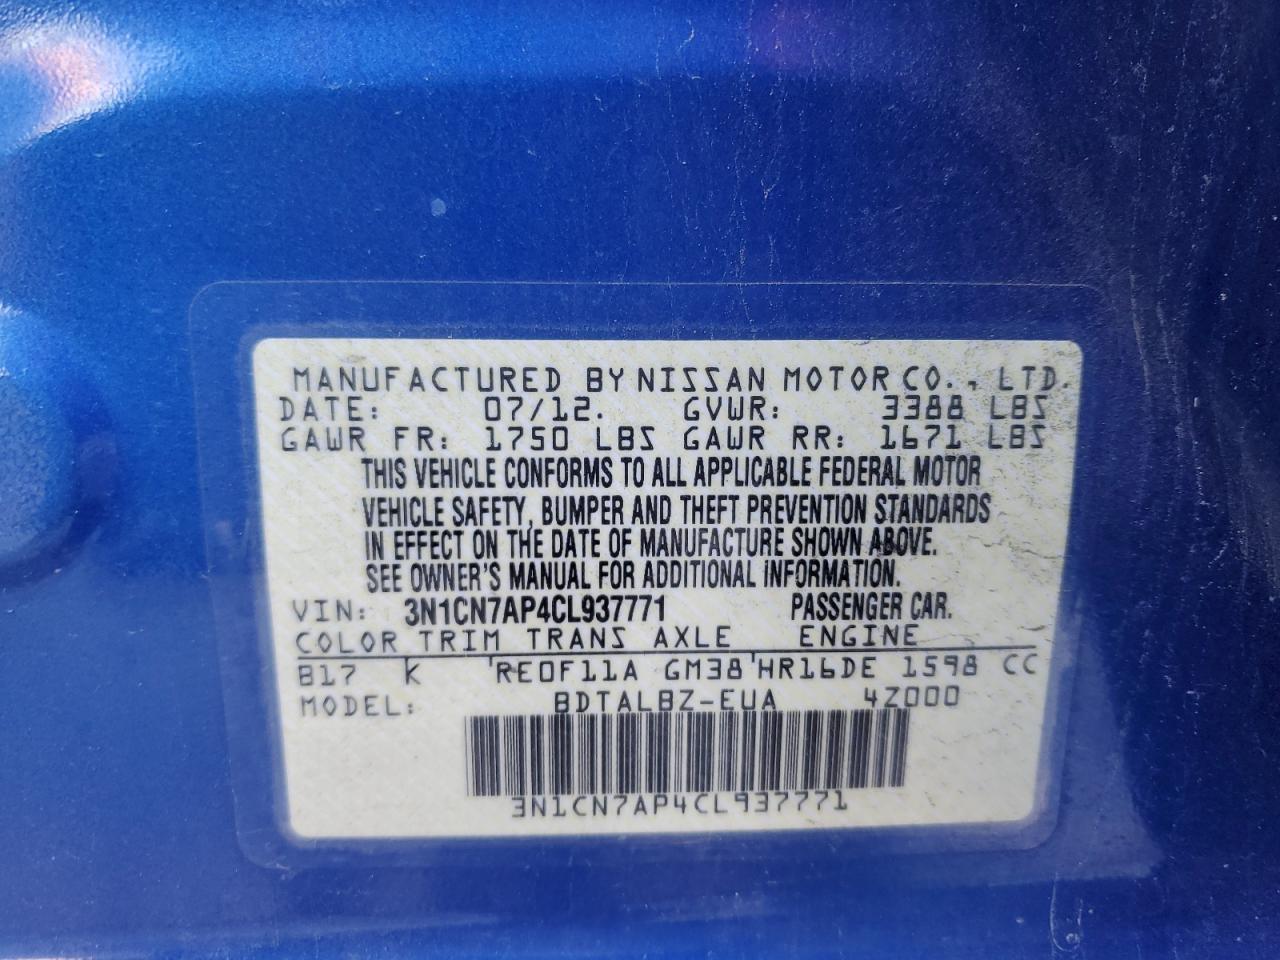 MANUFACTURED BY NISSAN MOTOR CO., LTD.
DATE: 07/12. GVWR: 3388 LBS
GAWR FR: 1750 LBS GAWR RR: 1671 LBS
THIS VEHICLE CONFORMS TO ALL APPLICABLE FEDERAL MOTOR
VEHICLE SAFETY, BUMPER AND THEFT PREVENTION STANDARDS
IN EFFECT ON THE DATE OF MANUFACTURE SHOWN ABOVE.
SEE OWNER'S MANUAL FOR ADDITIONAL INFORMATION.
VIN: 3N1CN7AP4CL937771 PASSENGER CAR.
COLOR TRIM TRANS AXLE ENGINE
B17 K RE0F11A GM38 HR16DE 1598 CC
MODEL: BDTALBZ-EUA 4Z000
3N1CN7AP4CL937771